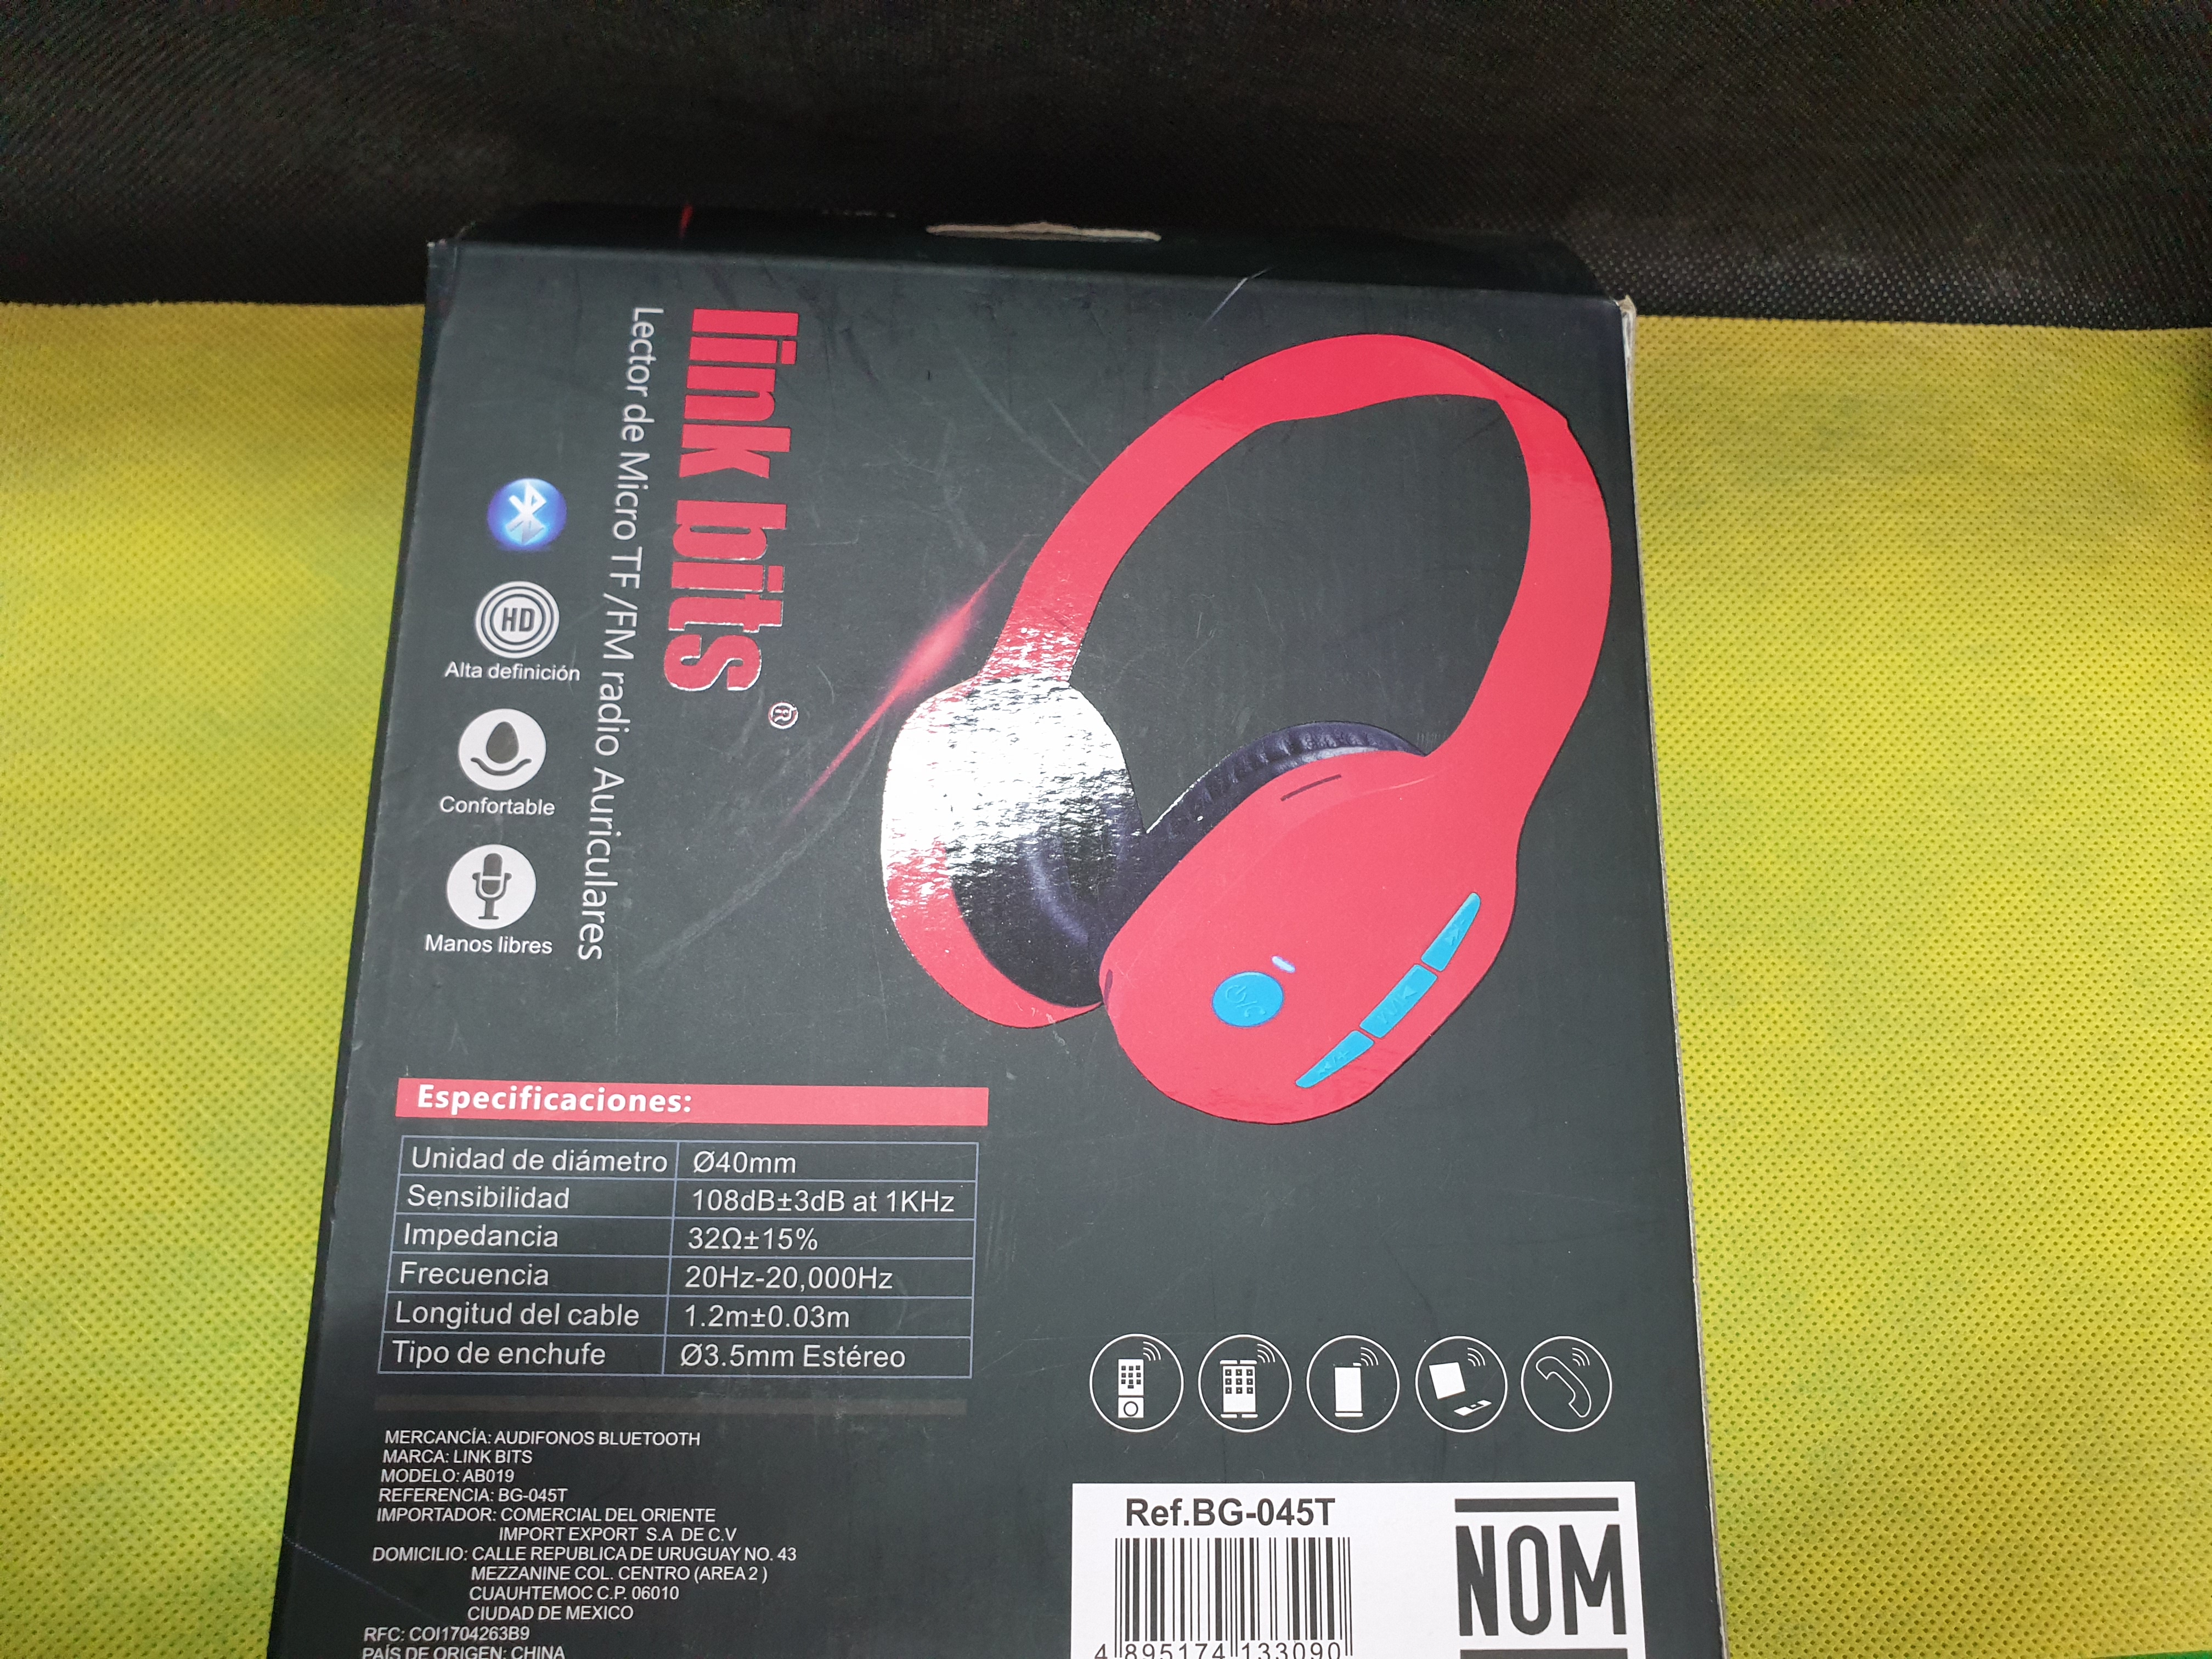 link bits ®
Lector de Micro TF /FM radio Auriculares
HD
Alta definición
Confortable
Manos libres
Especificaciones:
Unidad de diámetro Ø40mm
Sensibilidad 108dB±3dB at 1KHz
Impedancia 32Ω±15%
Frecuencia 20Hz-20,000Hz
Longitud del cable 1.2m±0.03m
Tipo de enchufe Ø3.5mm Estéreo
MERCANCÍA: AUDIFONOS BLUETOOTH
MARCA: LINK BITS
MODELO: AB019
REFERENCIA: BG-045T
IMPORTADOR: COMERCIAL DEL ORIENTE
IMPORT EXPORT S.A DE C.V
DOMICILIO: CALLE REPUBLICA DE URUGUAY NO. 43
MEZZANINE COL. CENTRO (AREA 2 )
CUAUHTEMOC C.P. 06010
CIUDAD DE MEXICO
RFC: COI1704263B9
PAÍS DE ORIGEN: CHINA
Ref.BG-045T
4 895174 133090
NOM